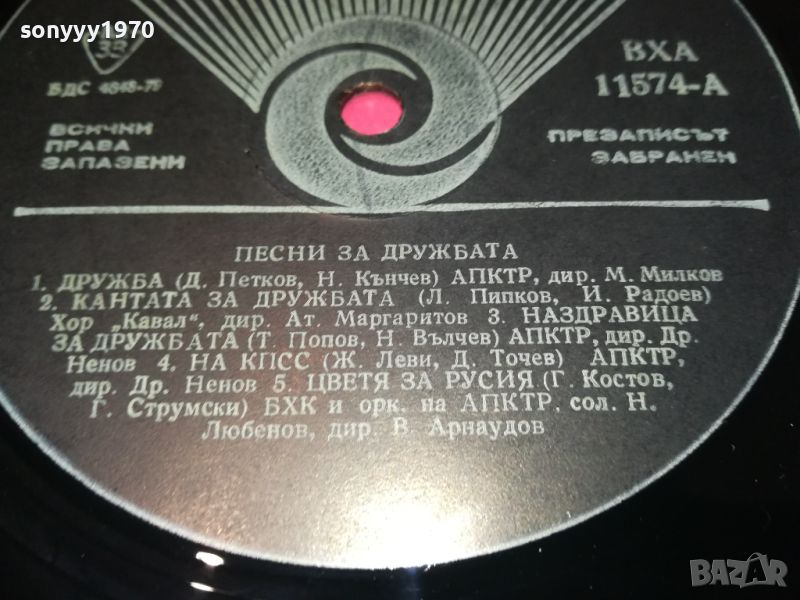 sonyyy1970
33
БДС 4848-79
ВХА
11574-А
ВСИЧКИ
ПРАВА
ЗАПАЗЕНИ
ПРЕЗАПИСЪТ
ЗАБРАНЕН
ПЕСНИ ЗА ДРУЖБАТА
1. ДРУЖБА (Д. Петков, Н. Кънчев) АПКТР, дир. М. Милков
2. КАНТАТА ЗА ДРУЖБАТА (Л. Пипков, И. Радоев)
Хор „Кавал", дир. Ат. Маргаритов 3. НАЗДРАВИЦА
ЗА ДРУЖБАТА (Т. Попов, Н. Вълчев) АПКТР, дир. Др.
Ненов 4. НА КПСС (Ж. Леви, Д. Точев) АПКТР,
дир. Др. Ненов 5. ЦВЕТЯ ЗА РУСИЯ (Г. Костов,
Г. Струмски) БХК и орк. на АПКТР, сол. Н.
Любенов, дир. В. Арнаудов
BAZAR